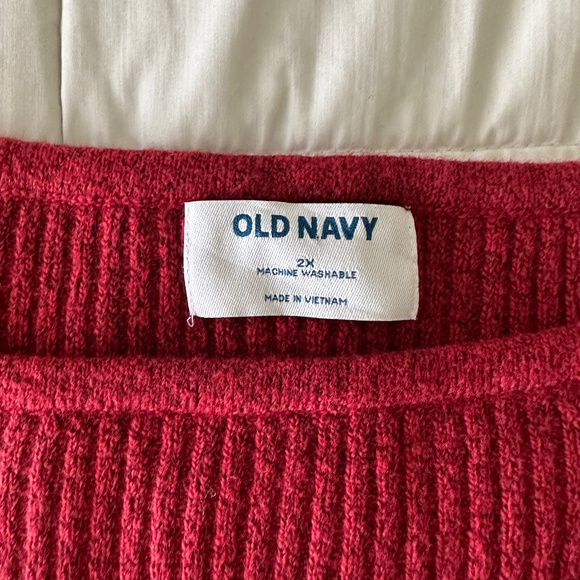 OLD NAVY
2X
MACHINE WASHABLE
MADE IN VIETNAM